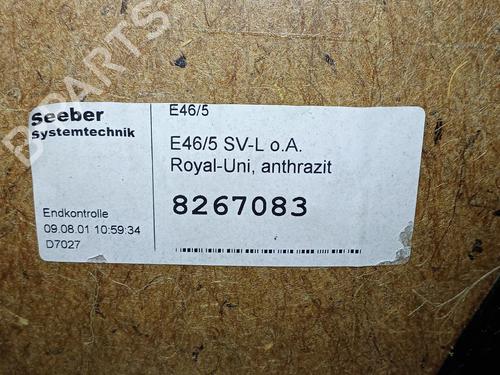 B-PARTS
Seeber
Systemtechnik
Endkontrolle
09.08.01 10:59:34
D7027
E46/5
E46/5 SV-L o.A.
Royal-Uni, anthrazit
8267083